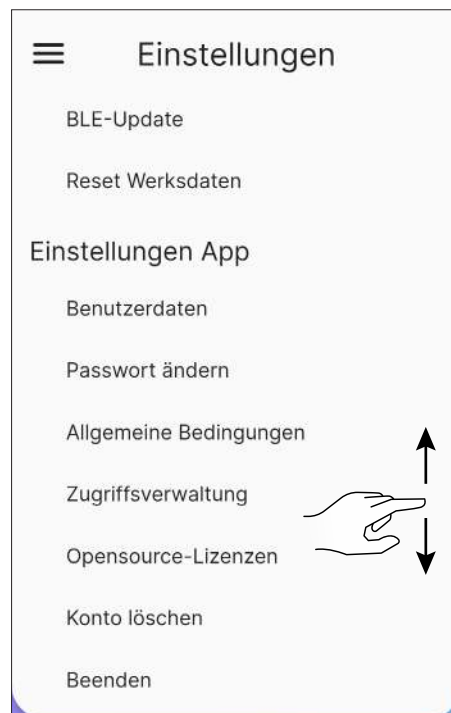 Einstellungen
BLE-Update
Reset Werksdaten
Einstellungen App
Benutzerdaten
Passwort ändern
Allgemeine Bedingungen
Zugriffsverwaltung
Opensource-Lizenzen
Konto löschen
Beenden